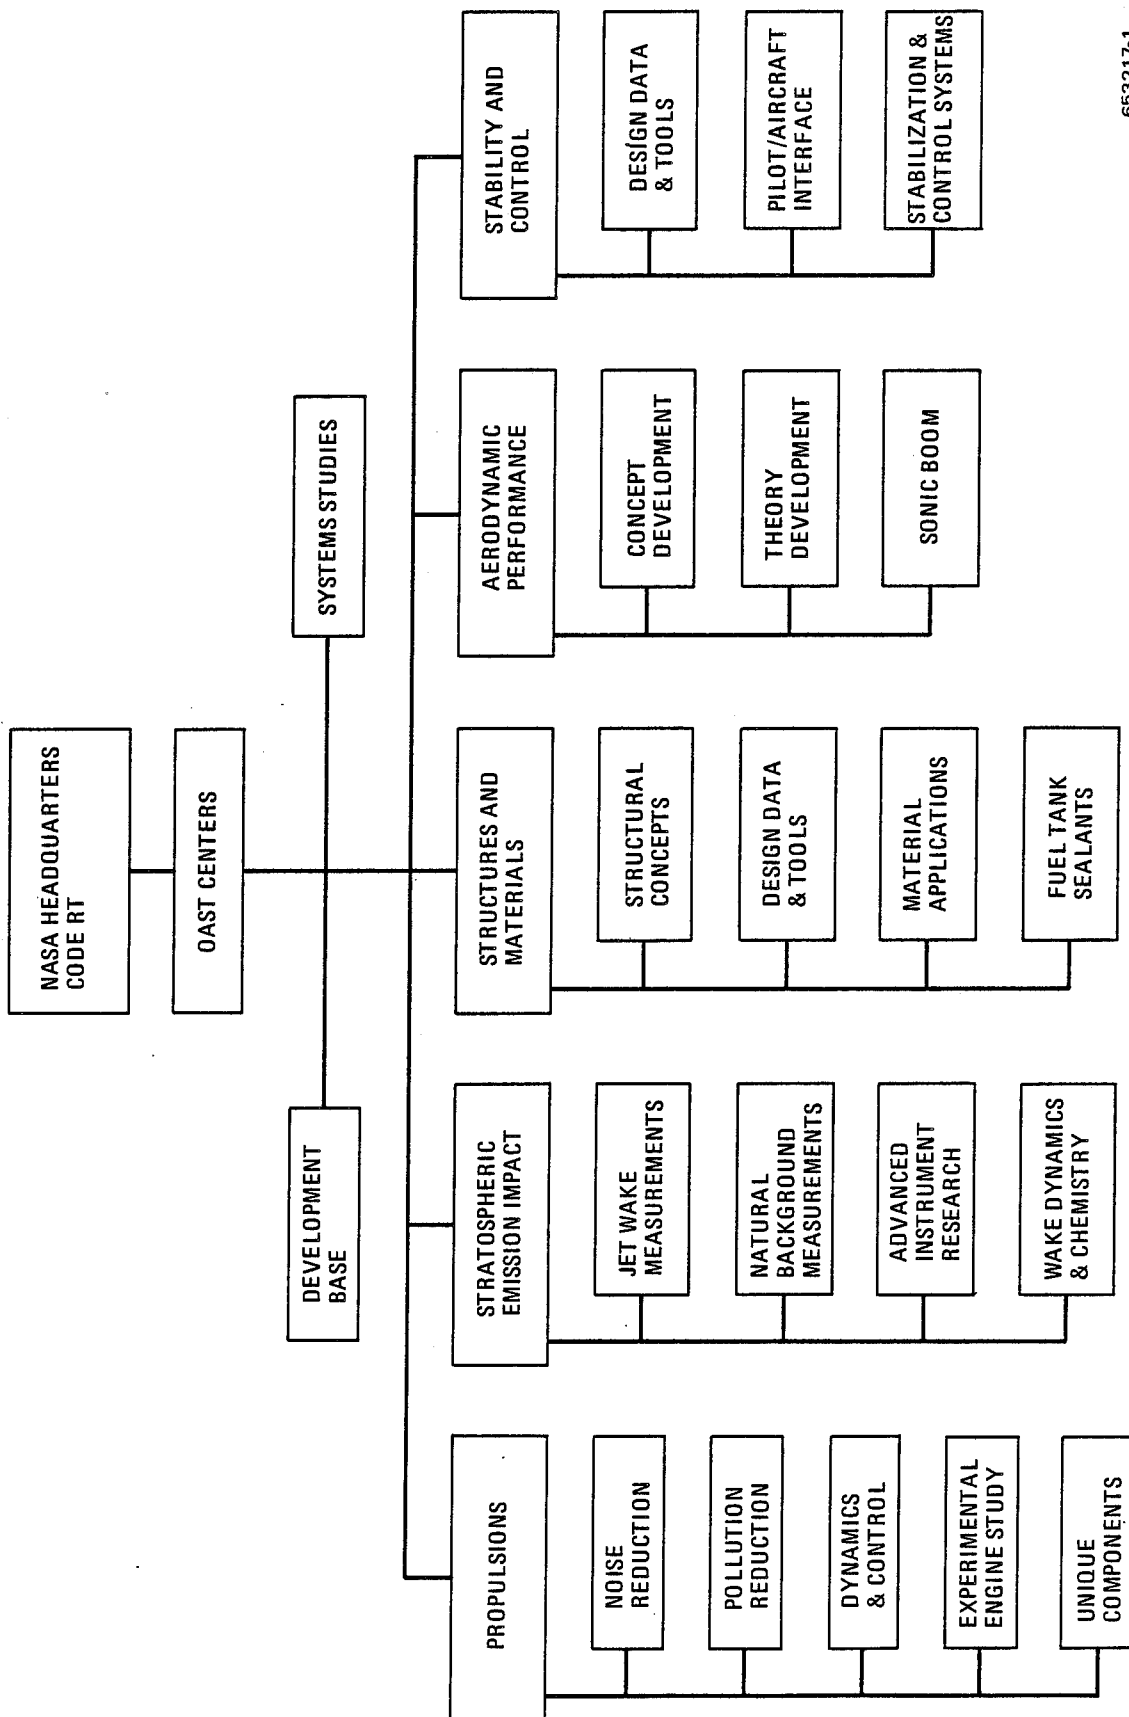 NASA HEADQUARTERS
CODE RT
OAST CENTERS
DEVELOPMENT
BASE
SYSTEMS STUDIES
PROPULSIONS
NOISE
REDUCTION
POLLUTION
REDUCTION
DYNAMICS
& CONTROL
EXPERIMENTAL
ENGINE STUDY
UNIQUE
COMPONENTS
STRATOSPHERIC
EMISSION IMPACT
JET WAKE
MEASUREMENTS
NATURAL
BACKGROUND
MEASUREMENTS
ADVANCED
INSTRUMENT
RESEARCH
WAKE DYNAMICS
& CHEMISTRY
STRUCTURES AND
MATERIALS
STRUCTURAL
CONCEPTS
DESIGN DATA
& TOOLS
MATERIAL
APPLICATIONS
FUEL TANK
SEALANTS
AERODYNAMIC
PERFORMANCE
CONCEPT
DEVELOPMENT
THEORY
DEVELOPMENT
SONIC BOOM
STABILITY AND
CONTROL
DESIGN DATA
& TOOLS
PILOT/AIRCRAFT
INTERFACE
STABILIZATION &
CONTROL SYSTEMS
653217-1